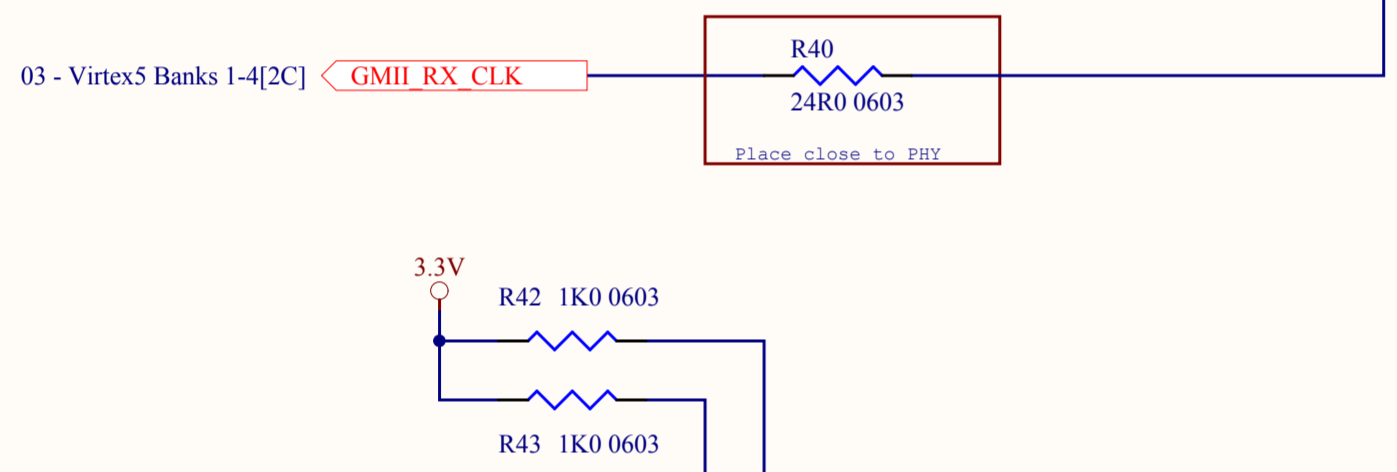 R40
03 - Virtex5 Banks 1-4[2C] GMII_RX_CLK
24R0 0603
Place close to PHY
3.3V
R42 1K0 0603
R43 1K0 0603